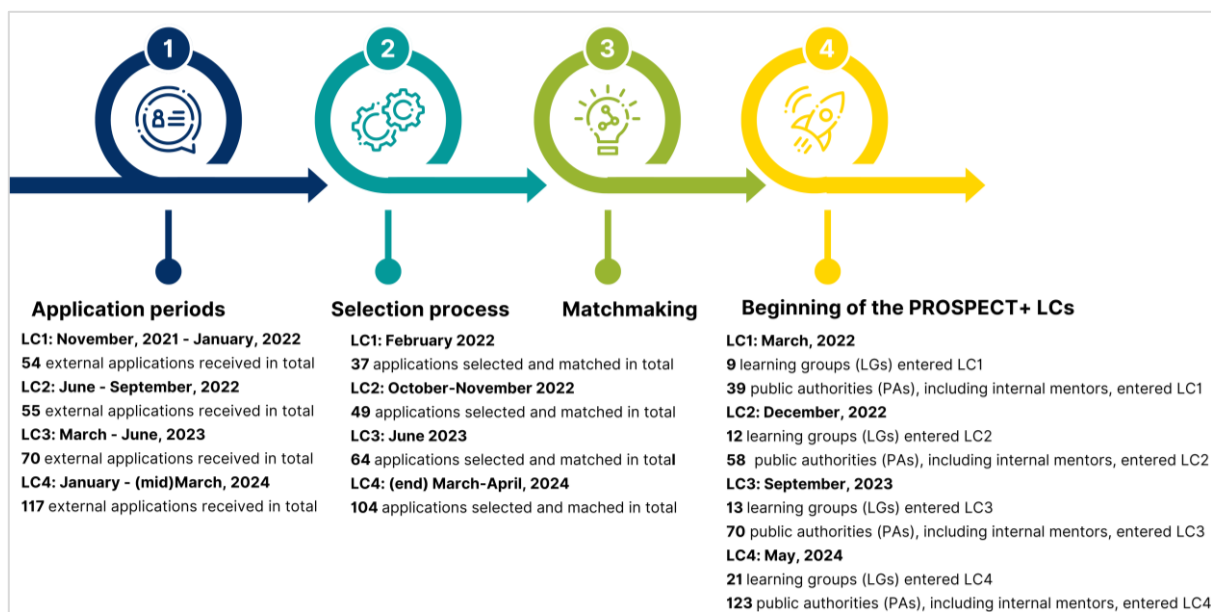 1
2
3
4
Application periods
LC1: November, 2021 - January, 2022
54 external applications received in total
LC2: June - September, 2022
55 external applications received in total
LC3: March - June, 2023
70 external applications received in total
LC4: January - (mid)March, 2024
117 external applications received in total
Selection process
LC1: February 2022
37 applications selected and matched in total
LC2: October-November 2022
49 applications selected and matched in total
LC3: June 2023
64 applications selected and matched in total
LC4: (end) March-April, 2024
104 applications selected and mached in total
Matchmaking
Beginning of the PROSPECT+ LCs
LC1: March, 2022
9 learning groups (LGs) entered LC1
39 public authorities (PAs), including internal mentors, entered LC1
LC2: December, 2022
12 learning groups (LGs) entered LC2
58 public authorities (PAs), including internal mentors, entered LC2
LC3: September, 2023
13 learning groups (LGs) entered LC3
70 public authorities (PAs), including internal mentors, entered LC3
LC4: May, 2024
21 learning groups (LGs) entered LC4
123 public authorities (PAs), including internal mentors, entered LC4